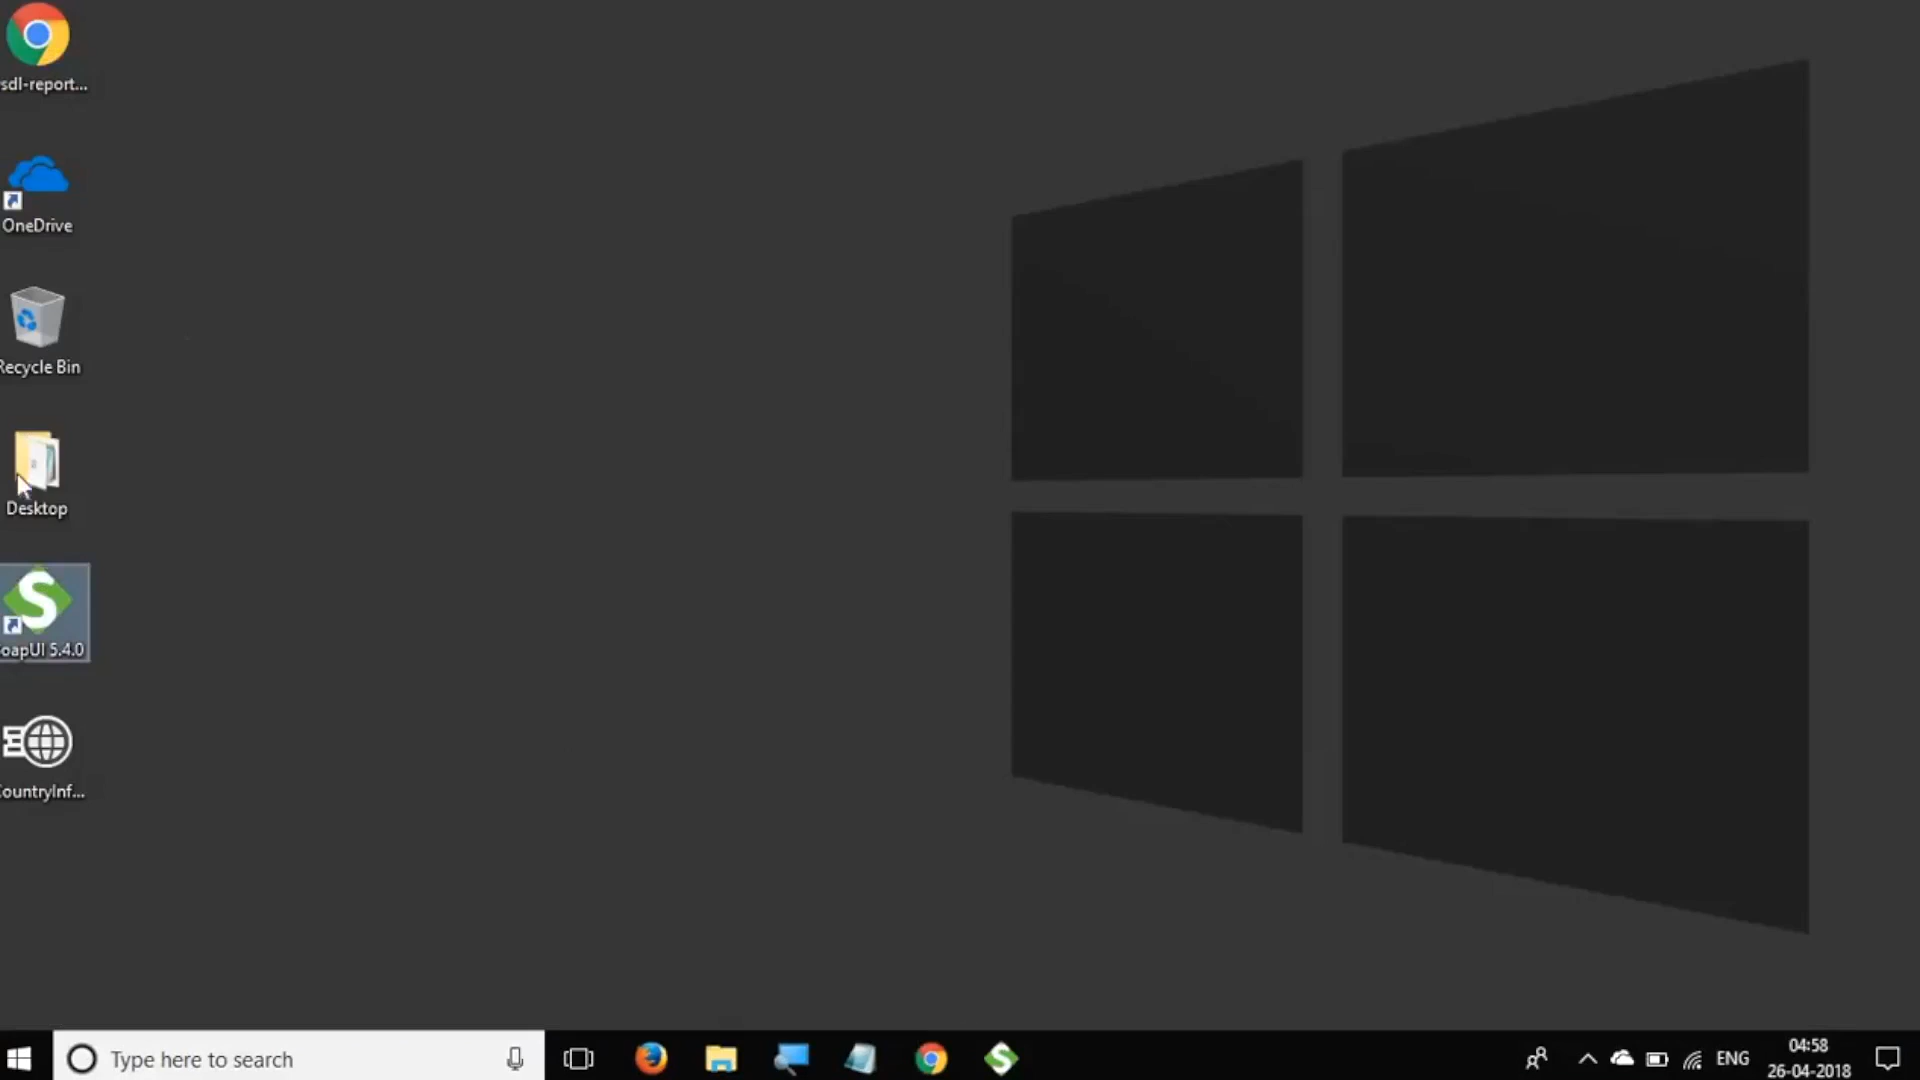 sdl-report...
OneDrive
Recycle Bin
Desktop
oapUI 5.4.0
CountryInf...
Type here to search
ENG
04:58
26-04-2018